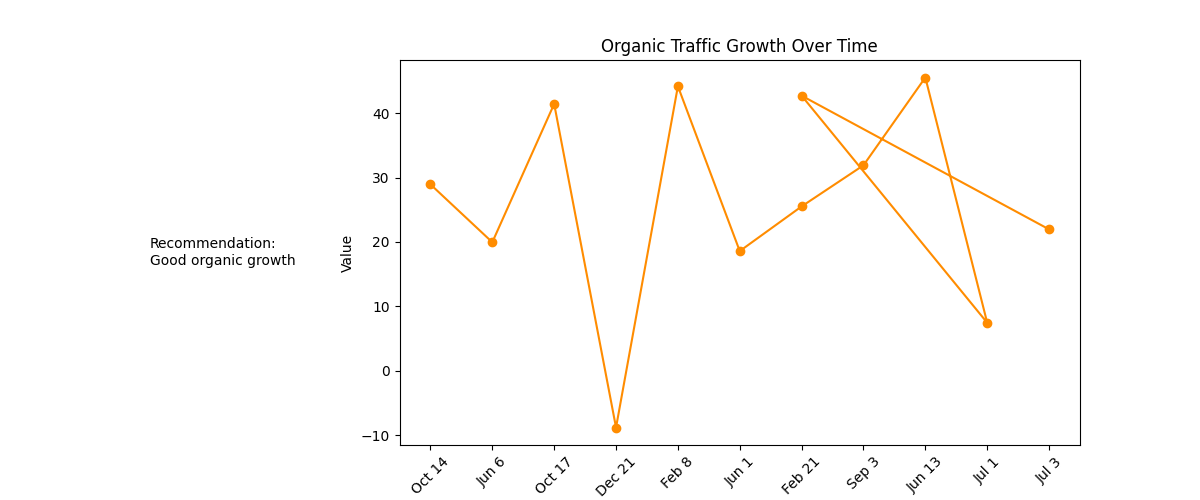 Organic Traffic Growth Over Time
Recommendation:
Good organic growth
Value
40
30
20
10
0
−10
Oct 14
Jun 6
Oct 17
Dec 21
Feb 8
Jun 1
Feb 21
Sep 3
Jun 13
Jul 1
Jul 3